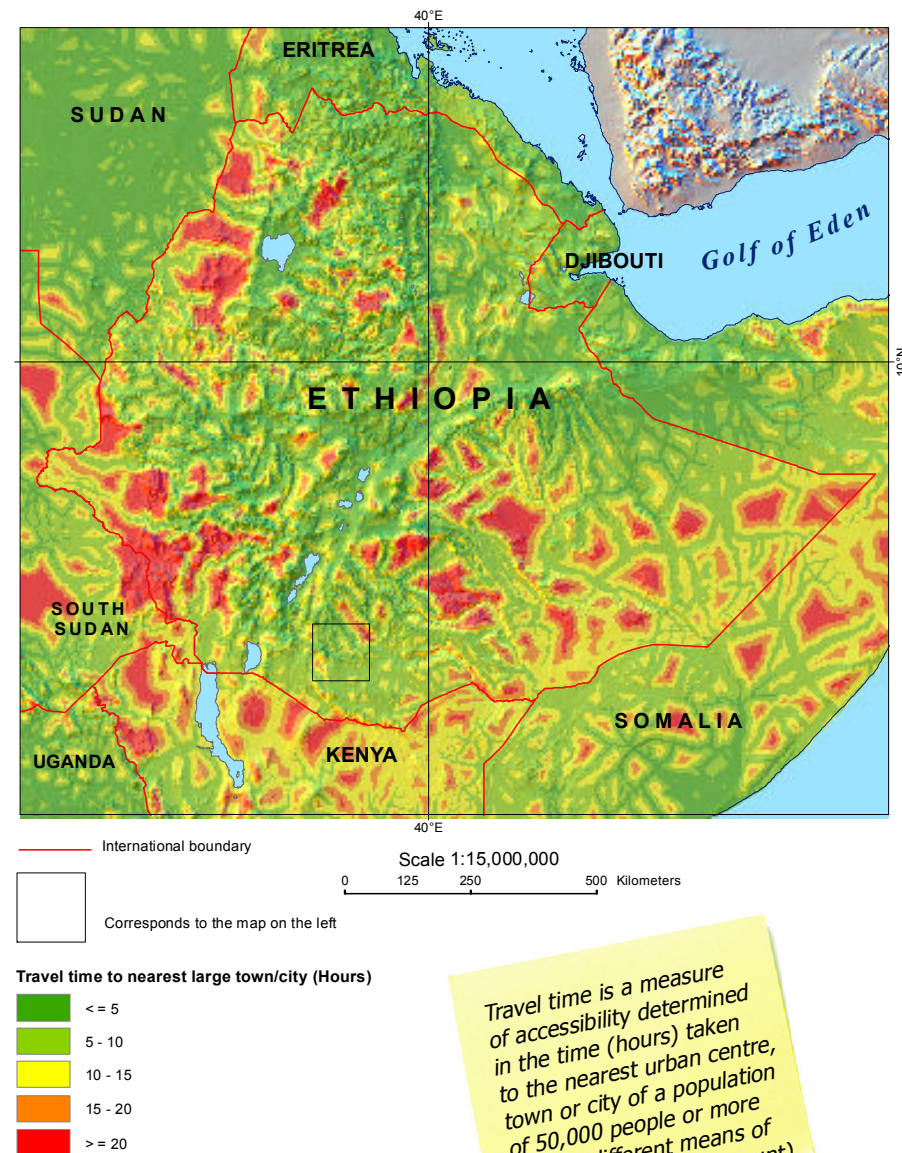 40°E
ERITREA
SUDAN
Golf of Eden
DJIBOUTI
10°N
ETHIOPIA
SOUTH
SUDAN
SOMALIA
UGANDA
KENYA
40°E
International boundary
Scale 1:15,000,000
0 125 250 500 Kilometers
Corresponds to the map on the left
Travel time to nearest large town/city (Hours)
< = 5
5 - 10
10 - 15
15 - 20
> = 20
Travel time is a measure
of accessibility determined
in the time (hours) taken
to the nearest urban centre,
town or city of a population
of 50,000 people or more
different means of